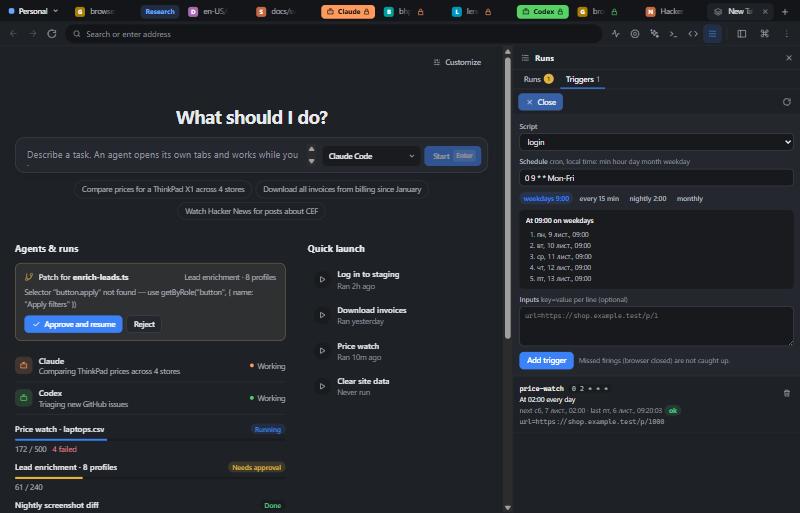 Personal
browse
Research
en-US/
docs/w
Claude
bhp
len
Codex
bro
Hacker
New Ta
Search or enter address
Customize
What should I do?
Describe a task. An agent opens its own tabs and works while you
Claude Code
Start Enter
Compare prices for a ThinkPad X1 across 4 stores
Download all invoices from billing since January
Watch Hacker News for posts about CEF
Agents & runs
Patch for enrich-leads.ts
Lead enrichment · 8 profiles
Selector "button.apply" not found — use getByRole("button", { name:
"Apply filters" })
Approve and resume
Reject
Claude
Comparing ThinkPad prices across 4 stores
Working
Codex
Triaging new GitHub issues
Working
Price watch · laptops.csv
Running
172 / 500 4 failed
Lead enrichment · 8 profiles
Needs approval
61 / 240
Nightly screenshot diff
Done
Quick launch
Log in to staging
Ran 2h ago
Download invoices
Ran yesterday
Price watch
Ran 10m ago
Clear site data
Never run
Runs
Runs 1
Triggers 1
Close
Script
login
Schedule cron, local time: min hour day month weekday
0 9 * * Mon-Fri
weekdays 9:00
every 15 min
nightly 2:00
monthly
At 09:00 on weekdays
1. пн, 9 лист., 09:00
2. вт, 10 лист., 09:00
3. ср, 11 лист., 09:00
4. чт, 12 лист., 09:00
5. пт, 13 лист., 09:00
Inputs key=value per line (optional)
url=https://shop.example.test/p/1
Add trigger
Missed firings (browser closed) are not caught up.
price-watch 0 2 * * *
At 02:00 every day
next сб, 7 лист., 02:00 · last пт, 6 лист., 09:20:03 ok
url=https://shop.example.test/p/1000